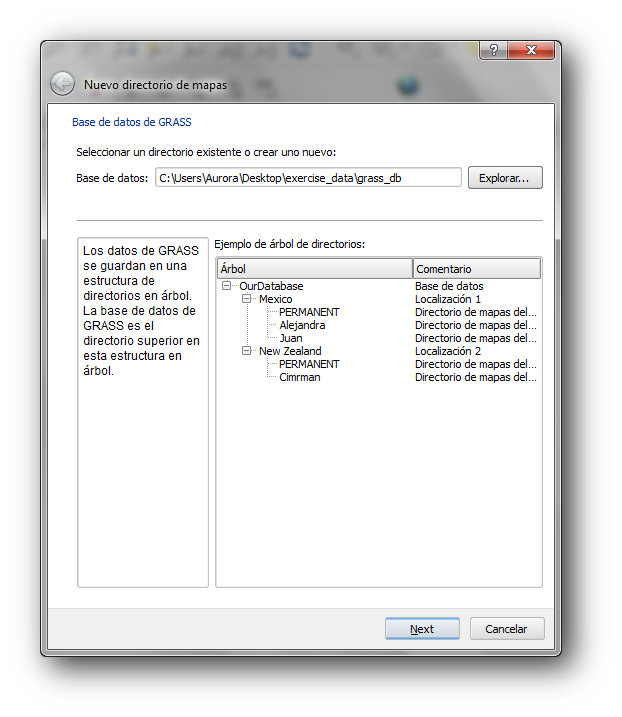 ?
Nuevo directorio de mapas
Base de datos de GRASS
Seleccionar un directorio existente o crear uno nuevo:
Base de datos: C:\Users\Aurora\Desktop\exercise_data\grass_db Explorar...
Los datos de GRASS
se guardan en una
estructura de
directorios en árbol.
La base de datos de
GRASS es el
directorio superior en
esta estructura en
árbol.
Ejemplo de árbol de directorios:
Árbol Comentario
OurDatabase Base de datos
Mexico Localización 1
PERMANENT Directorio de mapas del...
Alejandra Directorio de mapas del...
Juan Directorio de mapas del...
New Zealand Localización 2
PERMANENT Directorio de mapas del...
Cimrman Directorio de mapas del...
Next Cancelar